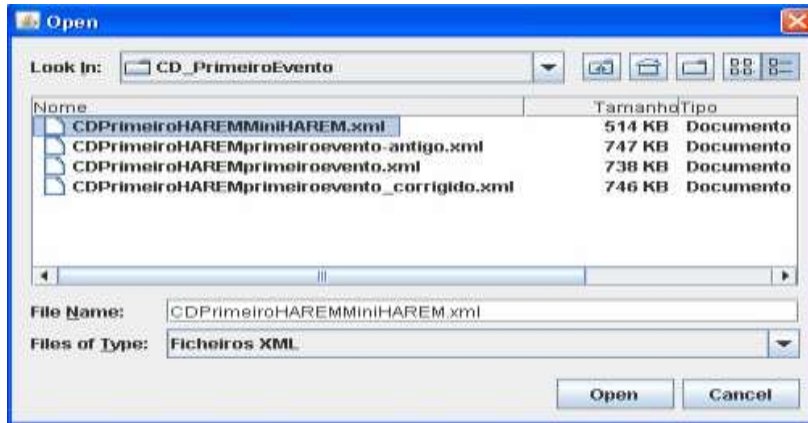 Open
Look In: CD_PrimeiroEvento
Nome Tamanho Tipo
CDPrimeiroHAREMMiniHAREM.xml 514 KB Documento
CDPrimeiroHAREMprimeiroevento-antigo.xml 747 KB Documento
CDPrimeiroHAREMprimeiroevento.xml 738 KB Documento
CDPrimeiroHAREMprimeiroevento_corrigido.xml 746 KB Documento
File Name: CDPrimeiroHAREMMiniHAREM.xml
Files of Type: Ficheiros XML
Open Cancel